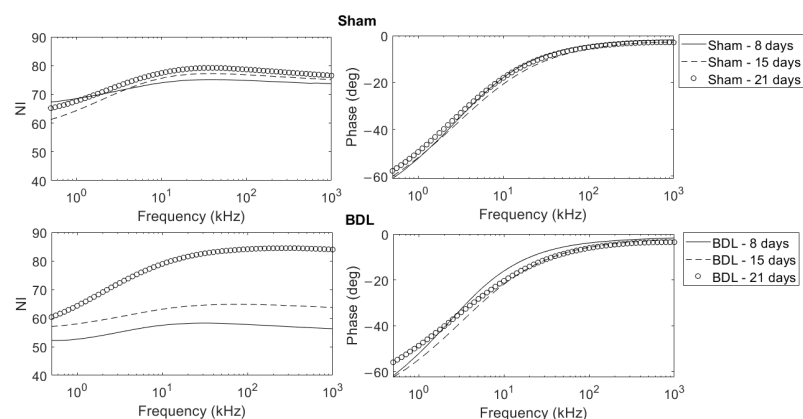 Sham
90
80
70
60
50
40
NI
10^0
10^1
10^2
10^3
Frequency (kHz)
0
−20
−40
−60
Phase (deg)
10^0
10^1
10^2
10^3
Frequency (kHz)
Sham - 8 days
Sham - 15 days
Sham - 21 days
BDL
90
80
70
60
50
40
NI
10^0
10^1
10^2
10^3
Frequency (kHz)
0
−20
−40
−60
Phase (deg)
10^0
10^1
10^2
10^3
Frequency (kHz)
BDL - 8 days
BDL - 15 days
BDL - 21 days